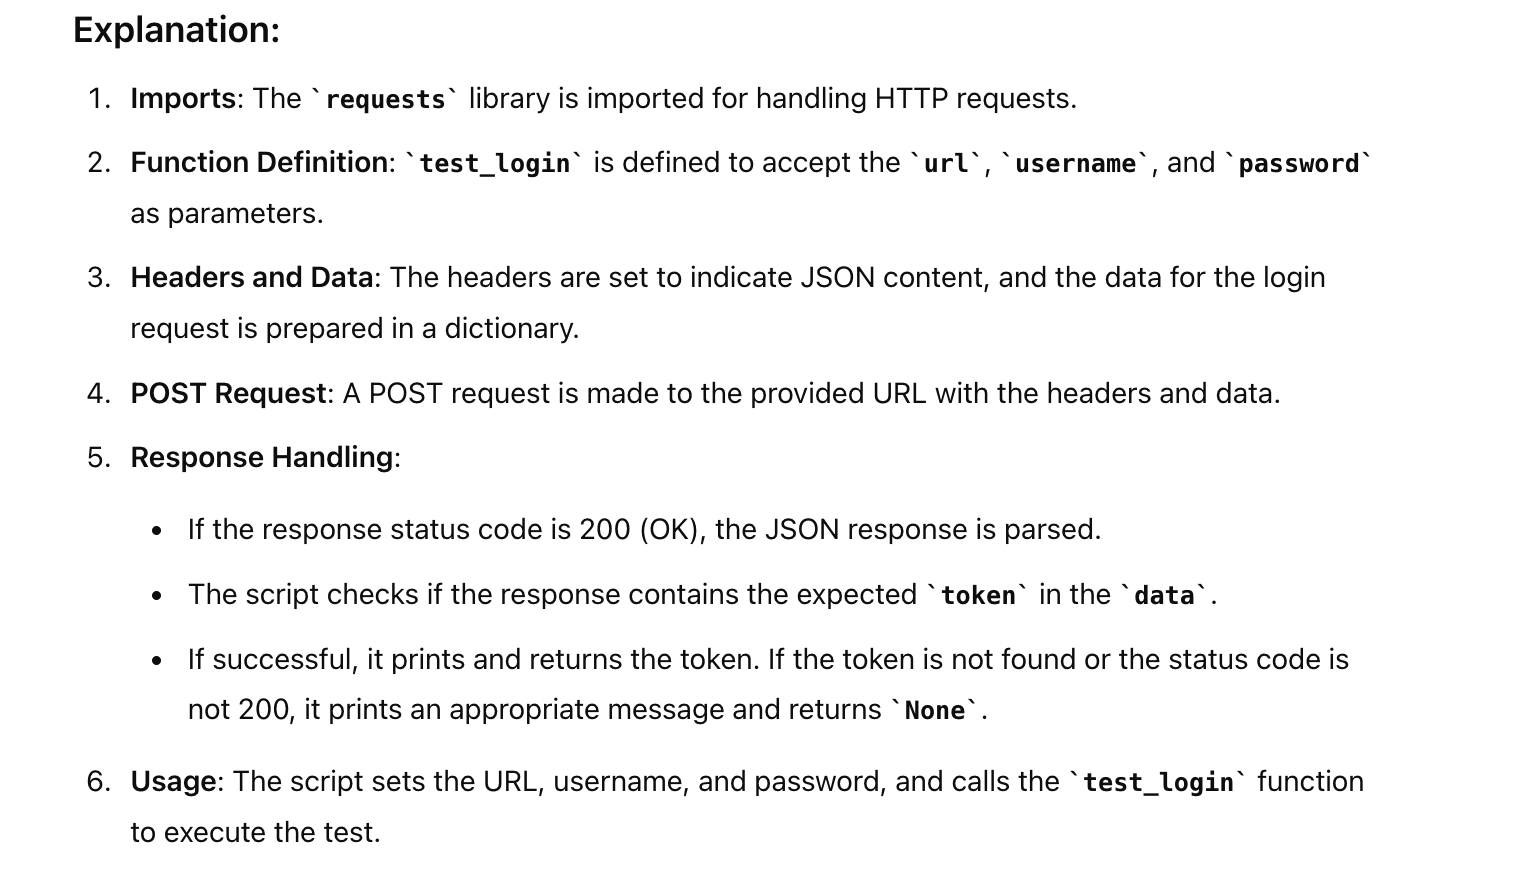 Explanation:
1. Imports: The `requests` library is imported for handling HTTP requests.
2. Function Definition: `test_login` is defined to accept the `url`, `username`, and `password`
as parameters.
3. Headers and Data: The headers are set to indicate JSON content, and the data for the login
request is prepared in a dictionary.
4. POST Request: A POST request is made to the provided URL with the headers and data.
5. Response Handling:
• If the response status code is 200 (OK), the JSON response is parsed.
• The script checks if the response contains the expected `token` in the `data`.
• If successful, it prints and returns the token. If the token is not found or the status code is
not 200, it prints an appropriate message and returns `None`.
6. Usage: The script sets the URL, username, and password, and calls the `test_login` function
to execute the test.